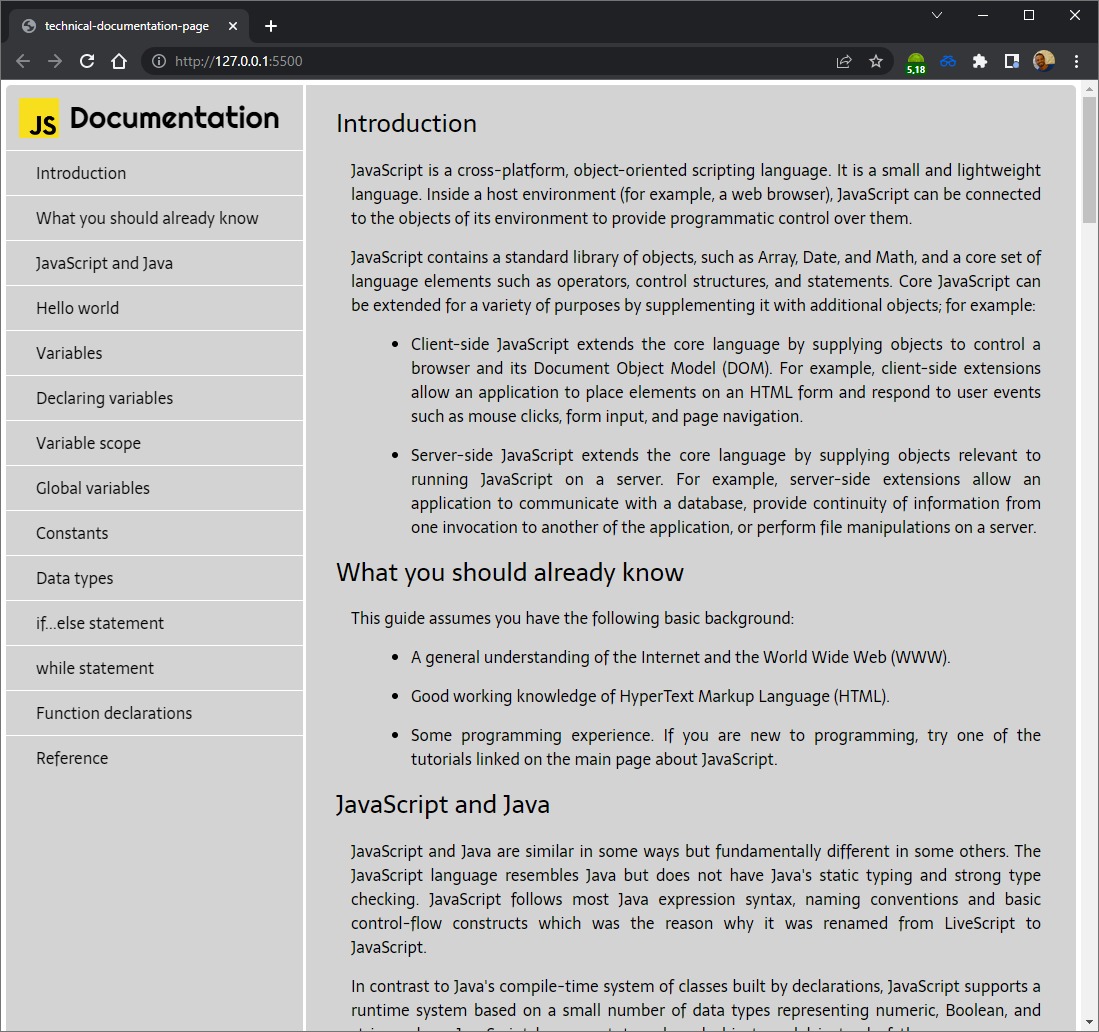 technical-documentation-page
http://127.0.0.1:5500
5,18
JS Documentation
Introduction
What you should already know
JavaScript and Java
Hello world
Variables
Declaring variables
Variable scope
Global variables
Constants
Data types
if...else statement
while statement
Function declarations
Reference
Introduction
JavaScript is a cross-platform, object-oriented scripting language. It is a small and lightweight
language. Inside a host environment (for example, a web browser), JavaScript can be connected
to the objects of its environment to provide programmatic control over them.
JavaScript contains a standard library of objects, such as Array, Date, and Math, and a core set of
language elements such as operators, control structures, and statements. Core JavaScript can
be extended for a variety of purposes by supplementing it with additional objects; for example:
• Client-side JavaScript extends the core language by supplying objects to control a
browser and its Document Object Model (DOM). For example, client-side extensions
allow an application to place elements on an HTML form and respond to user events
such as mouse clicks, form input, and page navigation.
• Server-side JavaScript extends the core language by supplying objects relevant to
running JavaScript on a server. For example, server-side extensions allow an
application to communicate with a database, provide continuity of information from
one invocation to another of the application, or perform file manipulations on a server.
What you should already know
This guide assumes you have the following basic background:
• A general understanding of the Internet and the World Wide Web (WWW).
• Good working knowledge of HyperText Markup Language (HTML).
• Some programming experience. If you are new to programming, try one of the
tutorials linked on the main page about JavaScript.
JavaScript and Java
JavaScript and Java are similar in some ways but fundamentally different in some others. The
JavaScript language resembles Java but does not have Java's static typing and strong type
checking. JavaScript follows most Java expression syntax, naming conventions and basic
control-flow constructs which was the reason why it was renamed from LiveScript to
JavaScript.
In contrast to Java's compile-time system of classes built by declarations, JavaScript supports a
runtime system based on a small number of data types representing numeric, Boolean, and